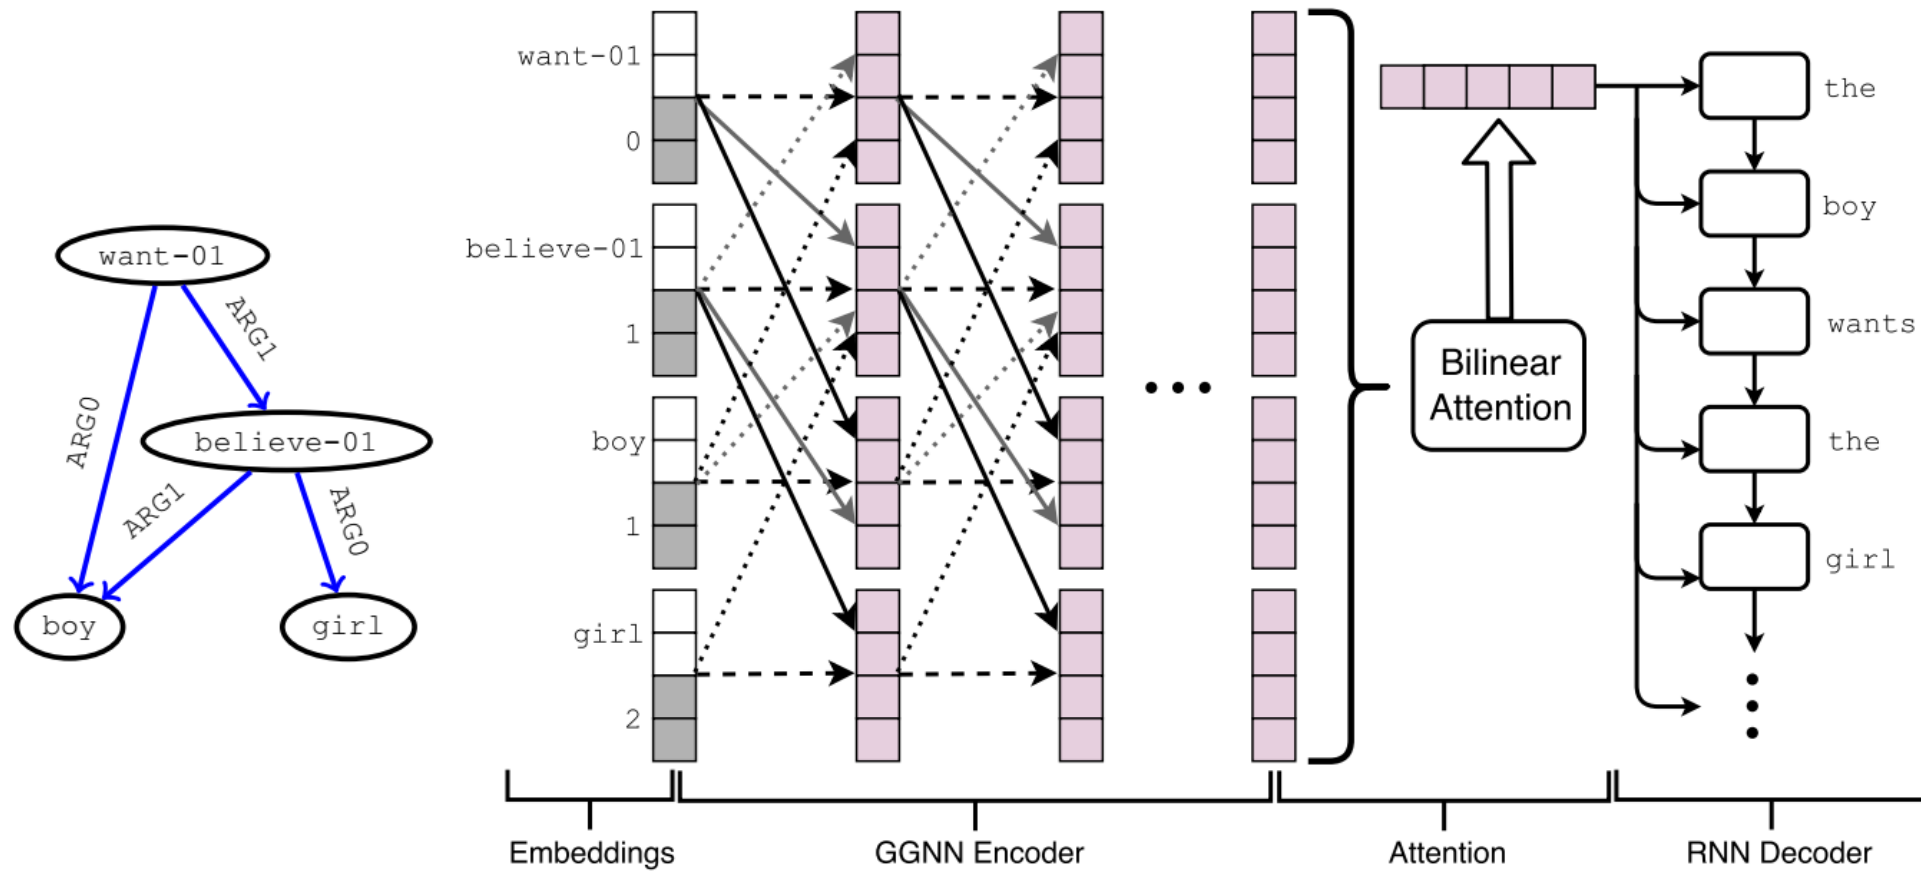 want-01
ARG1
ARG0
believe-01
ARG1
ARG0
boy
girl
want-01
0
believe-01
1
boy
1
girl
2
Bilinear
Attention
the
boy
wants
the
girl
Embeddings
GGNN Encoder
Attention
RNN Decoder